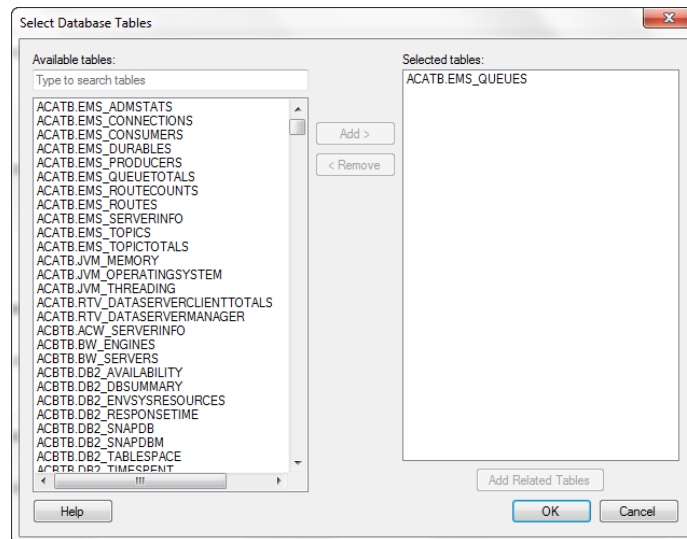 Select Database Tables
Available tables:
Type to search tables
ACATB.EMS_ADMSTATS
ACATB.EMS_CONNECTIONS
ACATB.EMS_CONSUMERS
ACATB.EMS_DURABLES
ACATB.EMS_PRODUCERS
ACATB.EMS_QUEUETOTALS
ACATB.EMS_ROUTECOUNTS
ACATB.EMS_ROUTES
ACATB.EMS_SERVERINFO
ACATB.EMS_TOPICS
ACATB.EMS_TOPICTOTALS
ACATB.JVM_MEMORY
ACATB.JVM_OPERATINGSYSTEM
ACATB.JVM_THREADING
ACATB.RTV_DATASERVERCLIENTTOTALS
ACATB.RTV_DATASERVERMANAGER
ACBTB.ACW_SERVERINFO
ACBTB.BW_ENGINES
ACBTB.BW_SERVERS
ACBTB.DB2_AVAILABILITY
ACBTB.DB2_DBSUMMARY
ACBTB.DB2_ENVSYSRESOURCES
ACBTB.DB2_RESPONSETIME
ACBTB.DB2_SNAPDB
ACBTB.DB2_SNAPDBM
ACBTB.DB2_TABLESPACE
ACBTB.DB2_TIMESPENT
Add >
< Remove
Selected tables:
ACATB.EMS_QUEUES
Add Related Tables
Help
OK
Cancel